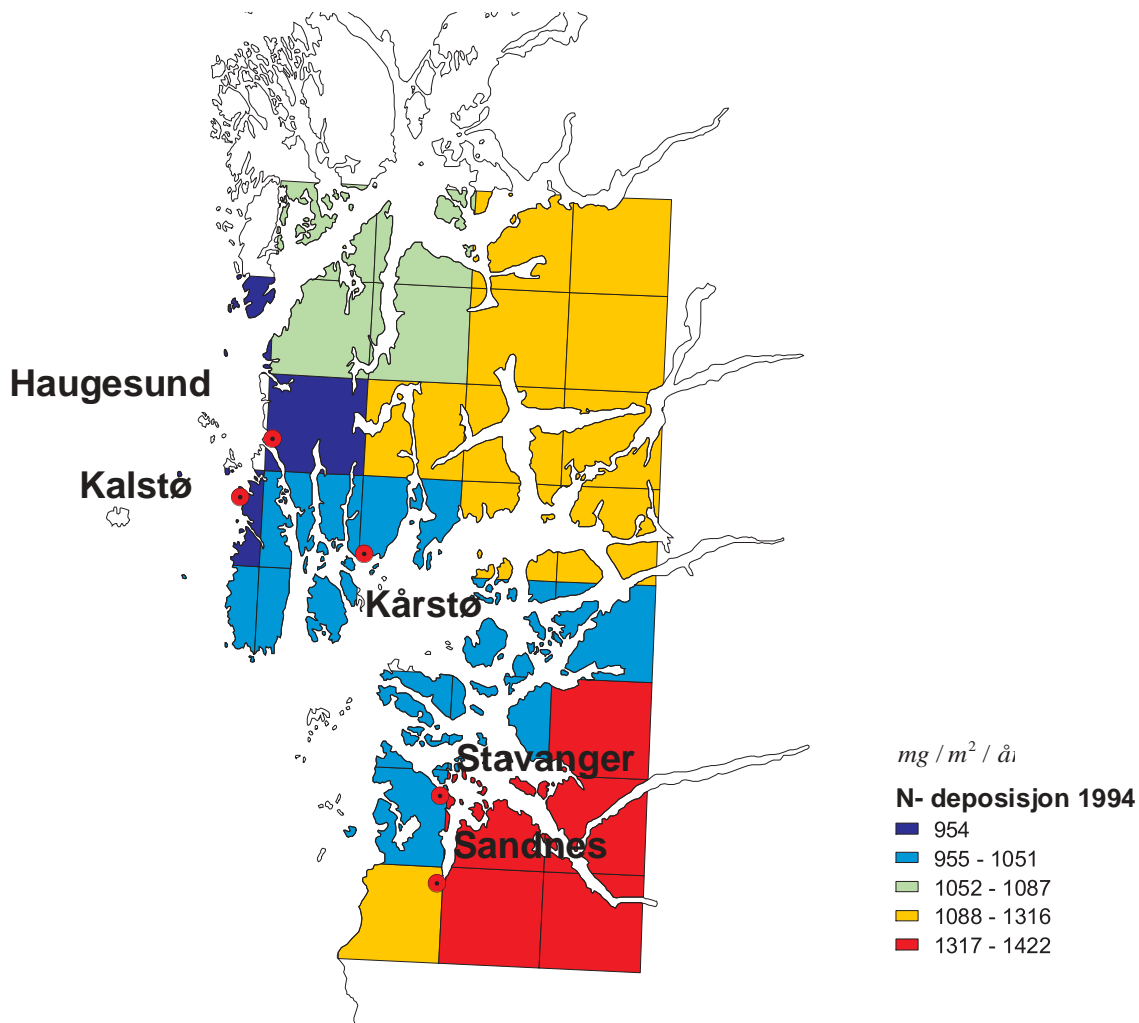 Haugesund
Kalstø
Kårstø
Stavanger
Sandnes
mg / m² / år
N- deposisjon 1994
954
955 - 1051
1052 - 1087
1088 - 1316
1317 - 1422